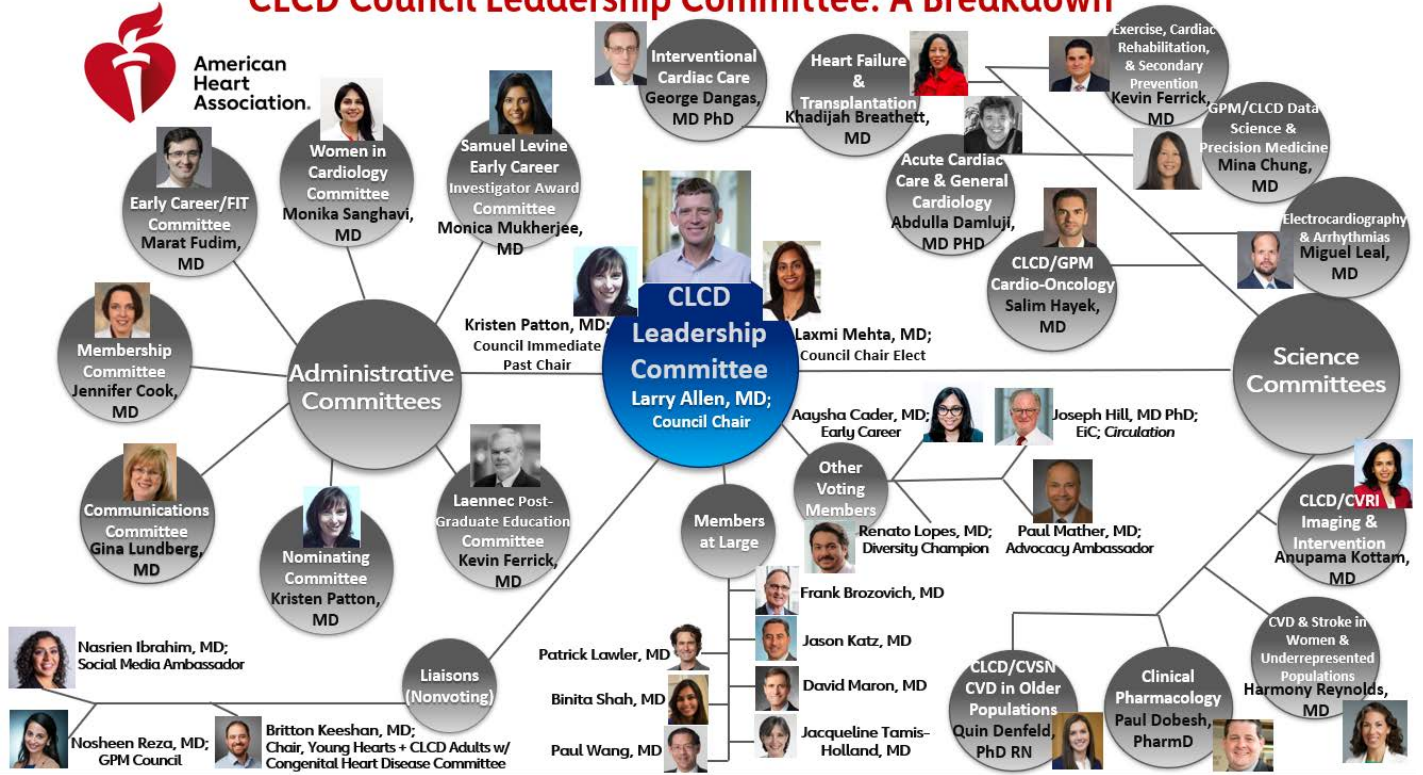 CLCD Council Leadership Committee: A Breakdown
American
Heart
Association.
Early Career/FIT
Committee
Marat Fudim,
MD
Women in
Cardiology
Committee
Monika Sanghavi,
MD
Samuel Levine
Early Career
Investigator Award
Committee
Monica Mukherjee,
MD
Interventional
Cardiac Care
George Dangas,
MD PhD
Heart Failure
&
Transplantation
Khadijah Breathett,
MD
Exercise, Cardiac
Rehabilitation,
& Secondary
Prevention
Kevin Ferrick,
MD
GPM/CLCD Data
Science &
Precision Medicine
Mina Chung,
MD
Acute Cardiac
Care & General
Cardiology
Abdulla Damluji,
MD PHD
Electrocardiography
& Arrhythmias
Miguel Leal,
MD
CLCD/GPM
Cardio-Oncology
Salim Hayek,
MD
Membership
Committee
Jennifer Cook,
MD
Administrative
Committees
Kristen Patton, MD;
Council Immediate
Past Chair
CLCD
Leadership
Committee
Larry Allen, MD;
Council Chair
Laxmi Mehta, MD;
Council Chair Elect
Science
Committees
Communications
Committee
Gina Lundberg,
MD
Nominating
Committee
Kristen Patton,
MD
Laennec Post-
Graduate Education
Committee
Kevin Ferrick,
MD
Members
at Large
Other
Voting
Members
Aaysha Cader, MD;
Early Career
Joseph Hill, MD PhD;
EiC; Circulation
Renato Lopes, MD;
Diversity Champion
Paul Mather, MD;
Advocacy Ambassador
CLCD/CVRI
Imaging &
Intervention
Anupama Kottam,
MD
Frank Brozovich, MD
Patrick Lawler, MD
Jason Katz, MD
Binita Shah, MD
David Maron, MD
Paul Wang, MD
Jacqueline Tamis-
Holland, MD
Nasrien Ibrahim, MD;
Social Media Ambassador
Liaisons
(Nonvoting)
Nosheen Reza, MD;
GPM Council
Britton Keeshan, MD;
Chair, Young Hearts + CLCD Adults w/
Congenital Heart Disease Committee
CLCD/CVSN
CVD in Older
Populations
Quin Denfeld,
PhD RN
Clinical
Pharmacology
Paul Dobesh,
PharmD
CVD & Stroke in
Women &
Underrepresented
Populations
Harmony Reynolds,
MD